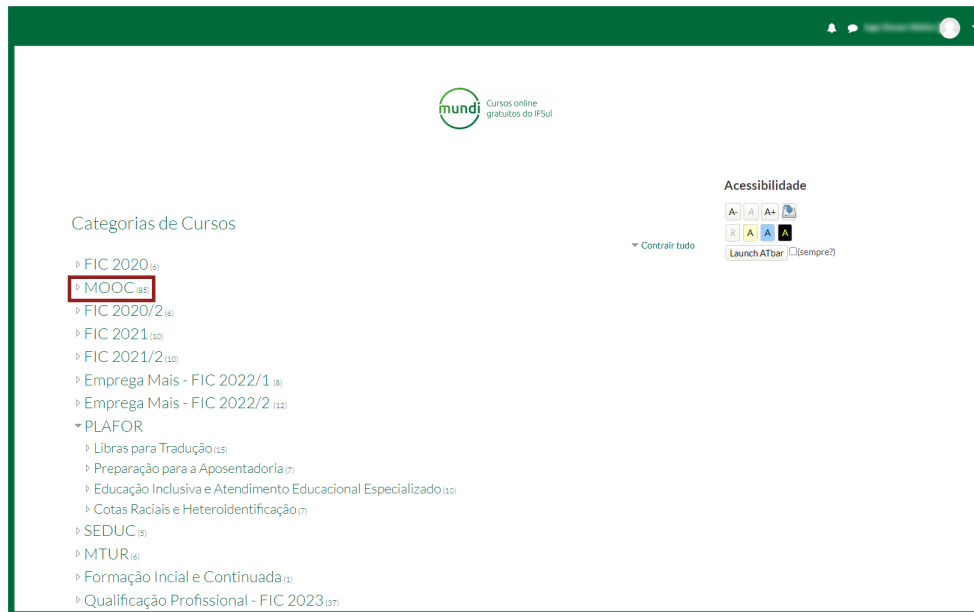 mundi
Cursos online
gratuitos do IFSul
Acessibilidade
A- A A+
R A A A
Launch ATbar (sempre?)
Categorias de Cursos
Contrair tudo
FIC 2020 (6)
MOOC (85)
FIC 2020/2 (6)
FIC 2021 (10)
FIC 2021/2 (10)
Emprega Mais - FIC 2022/1 (8)
Emprega Mais - FIC 2022/2 (12)
PLAFOR
Libras para Tradução (15)
Preparação para a Aposentadoria (7)
Educação Inclusiva e Atendimento Educacional Especializado (10)
Cotas Raciais e Heteroidentificação (7)
SEDUC (5)
MTUR (6)
Formação Incial e Continuada (1)
Qualificação Profissional - FIC 2023 (37)